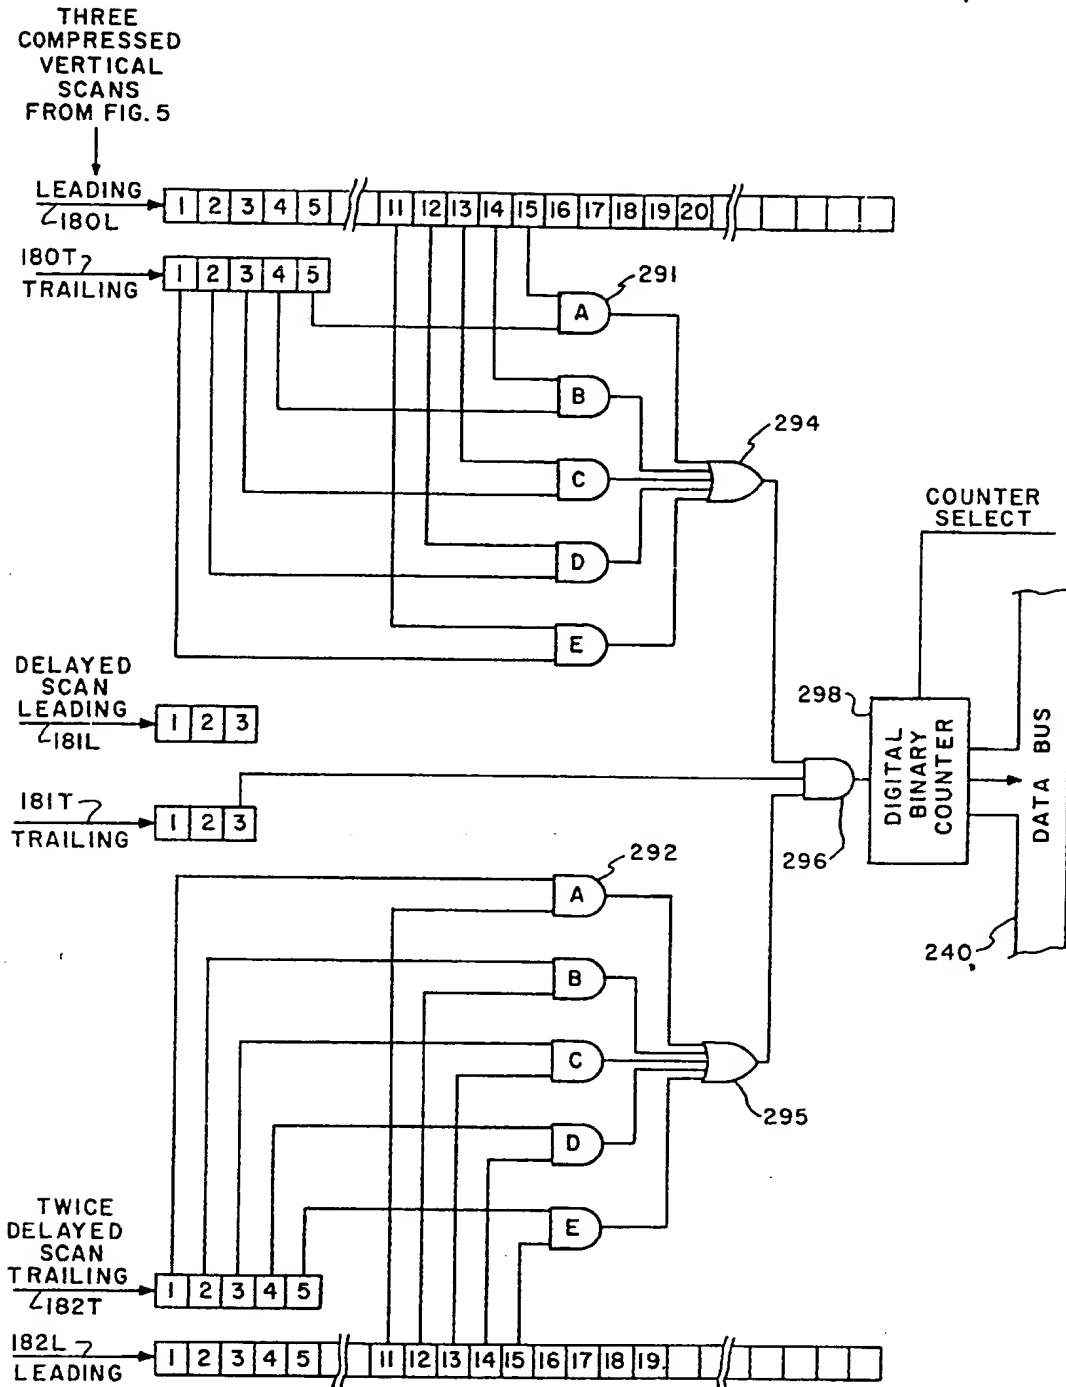 THREE
COMPRESSED
VERTICAL
SCANS
FROM FIG. 5
LEADING
180L
1 2 3 4 5 11 12 13 14 15 16 17 18 19 20
180T
TRAILING
1 2 3 4 5
291
A
B
C
D
E
294
COUNTER
SELECT
DELAYED
SCAN
LEADING
181L
1 2 3
181T
TRAILING
1 2 3
298
DIGITAL
BINARY
COUNTER
DATA BUS
296
240
292
A
B
C
D
E
295
TWICE
DELAYED
SCAN
TRAILING
182T
1 2 3 4 5
182L
LEADING
1 2 3 4 5 11 12 13 14 15 16 17 18 19